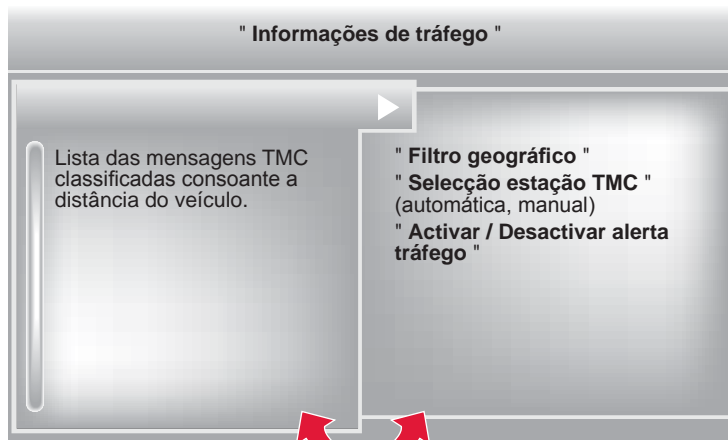 " Informações de tráfego "
Lista das mensagens TMC
classificadas consoante a
distância do veículo.
" Filtro geográfico "
" Selecção estação TMC "
(automática, manual)
" Activar / Desactivar alerta
tráfego "